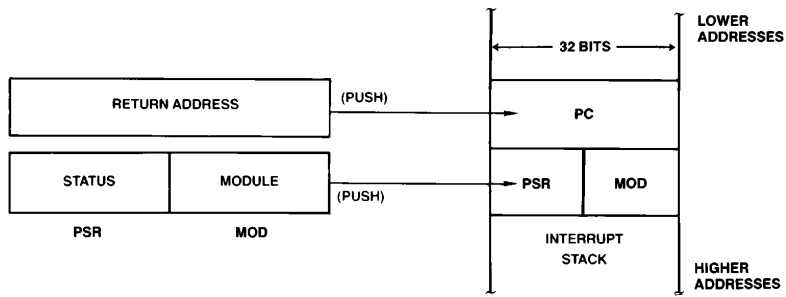 LOWER
ADDRESSES
32 BITS
RETURN ADDRESS
(PUSH)
PC
STATUS
MODULE
(PUSH)
PSR
MOD
PSR
MOD
INTERRUPT
STACK
HIGHER
ADDRESSES